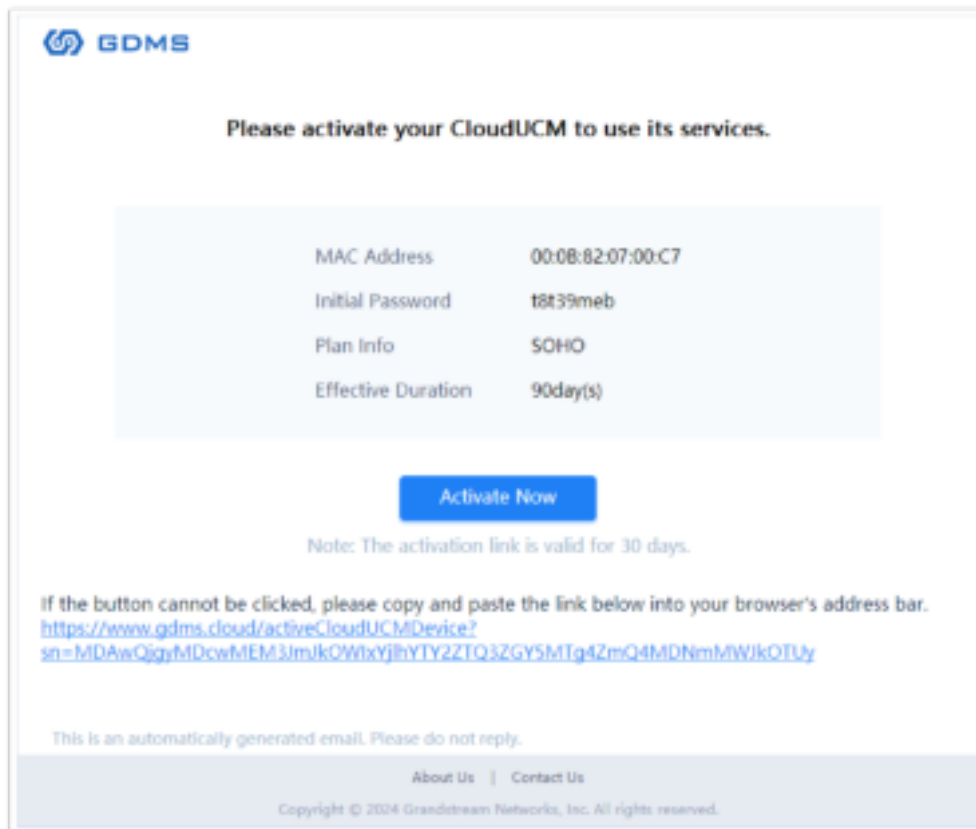 GDMS
Please activate your CloudUCM to use its services.
MAC Address 00:0B:82:07:00:C7
Initial Password t8t39meb
Plan Info SOHO
Effective Duration 90day(s)
Activate Now
Note: The activation link is valid for 30 days.
If the button cannot be clicked, please copy and paste the link below into your browser's address bar.
https://www.gdms.cloud/activeCloudUCMDevice?
sn=MDAwQjgyMDcwMEM3JmJkOWIxYjlhYTY2ZTQ3ZGY5MTg4ZmQ4MDNmMWJkOTUy
This is an automatically generated email. Please do not reply.
About Us | Contact Us
Copyright © 2024 Grandstream Networks, Inc. All rights reserved.